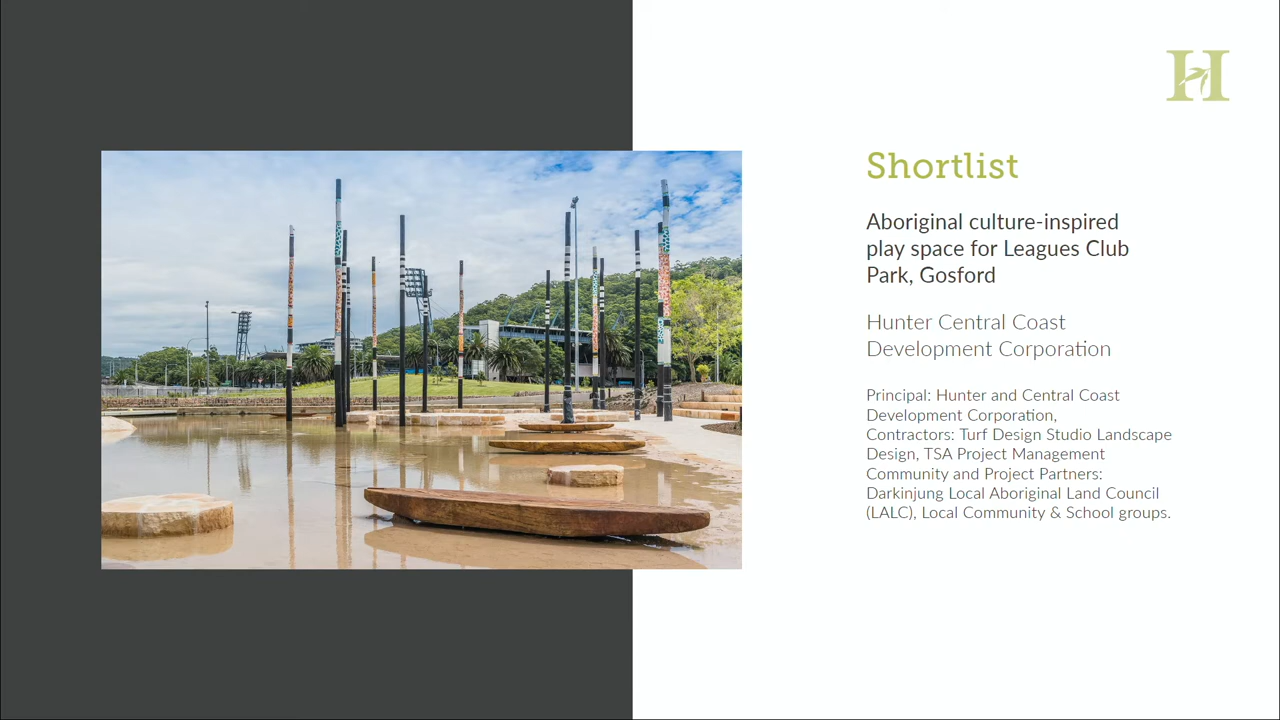 H
Shortlist
Aboriginal culture-inspired
play space for Leagues Club
Park, Gosford
Hunter Central Coast
Development Corporation
Principal: Hunter and Central Coast
Development Corporation,
Contractors: Turf Design Studio Landscape
Design, TSA Project Management
Community and Project Partners:
Darkinjung Local Aboriginal Land Council
(LALC), Local Community & School groups.